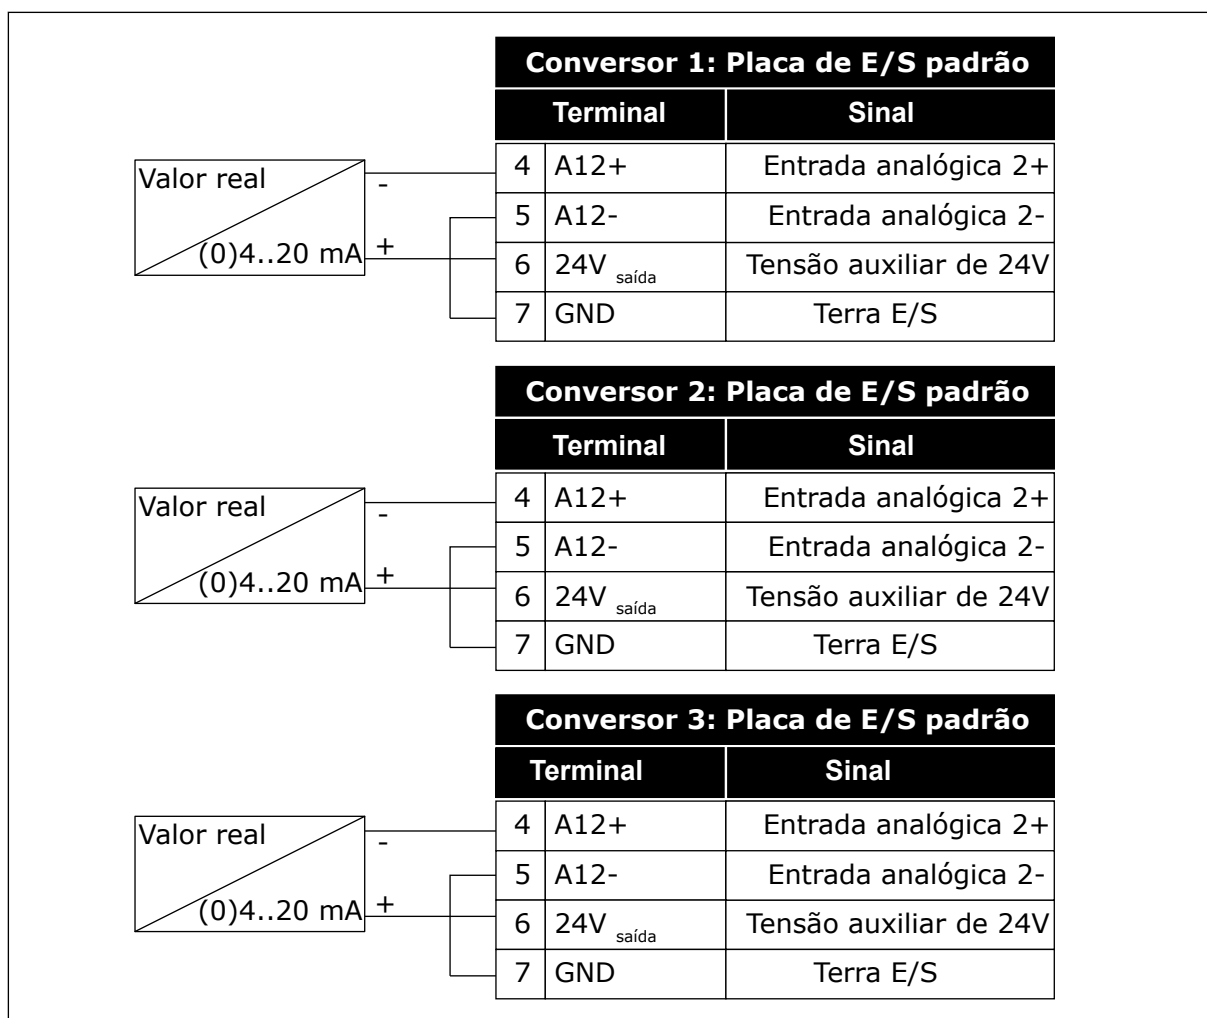 Conversor 1: Placa de E/S padrão
Terminal Sinal
Valor real - 4 A12+ Entrada analógica 2+
5 A12- Entrada analógica 2-
(0)4..20 mA + 6 24V saída Tensão auxiliar de 24V
7 GND Terra E/S
Conversor 2: Placa de E/S padrão
Terminal Sinal
Valor real - 4 A12+ Entrada analógica 2+
5 A12- Entrada analógica 2-
(0)4..20 mA + 6 24V saída Tensão auxiliar de 24V
7 GND Terra E/S
Conversor 3: Placa de E/S padrão
Terminal Sinal
Valor real - 4 A12+ Entrada analógica 2+
5 A12- Entrada analógica 2-
(0)4..20 mA + 6 24V saída Tensão auxiliar de 24V
7 GND Terra E/S